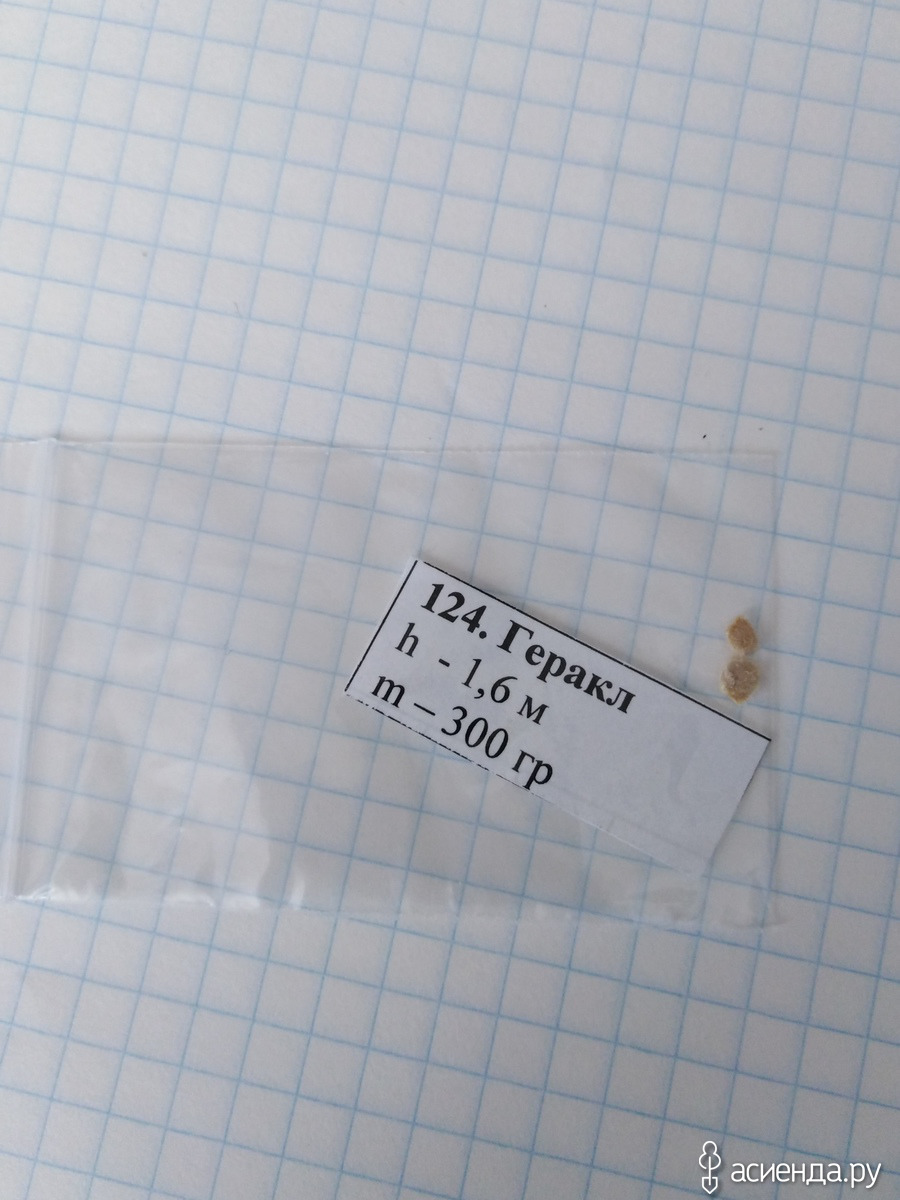 124. Геракл
h - 1,6 м
m – 300 гр
асиенда.ру